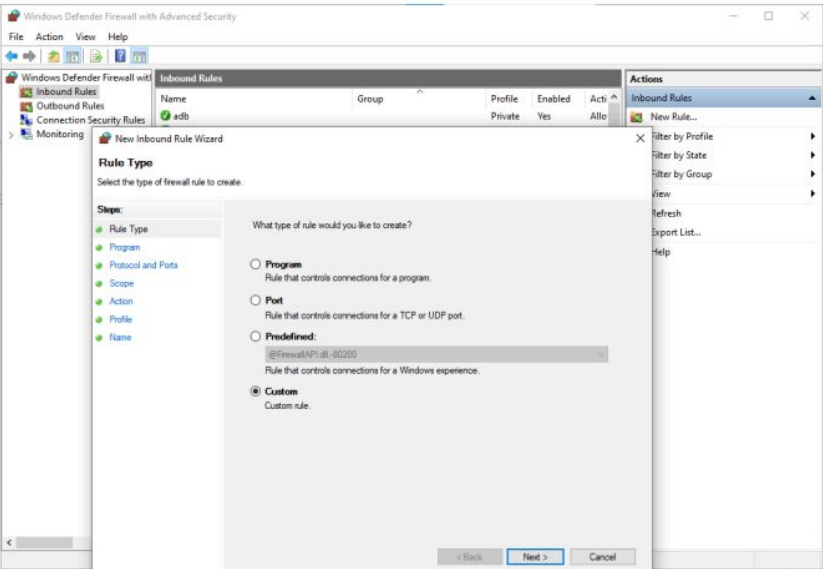 Windows Defender Firewall with Advanced Security
File Action View Help
Windows Defender Firewall witl
Inbound Rules
Outbound Rules
Connection Security Rules
Monitoring
Inbound Rules
Name Group Profile Enabled Acti
adb Private Yes Allo
Actions
Inbound Rules
New Rule...
Filter by Profile
Filter by State
Filter by Group
View
Refresh
Export List...
Help
New Inbound Rule Wizard
Rule Type
Select the type of firewall rule to create.
Steps:
Rule Type
Program
Protocol and Ports
Scope
Action
Profile
Name
What type of rule would you like to create?
Program
Rule that controls connections for a program.
Port
Rule that controls connections for a TCP or UDP port.
Predefined:
@FirewallAPI.dll,-80200
Rule that controls connections for a Windows experience.
Custom
Custom rule.
< Back Next > Cancel